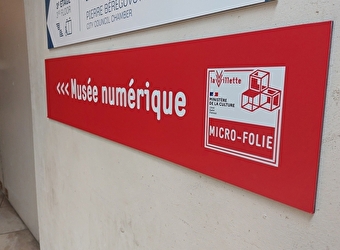 PIERRE BÉRÉGOVOY
CITY COUNCIL CHAMBER
<<< Musée numérique
la Villette
MINISTÈRE
DE LA CULTURE
MICRO-FOLIE